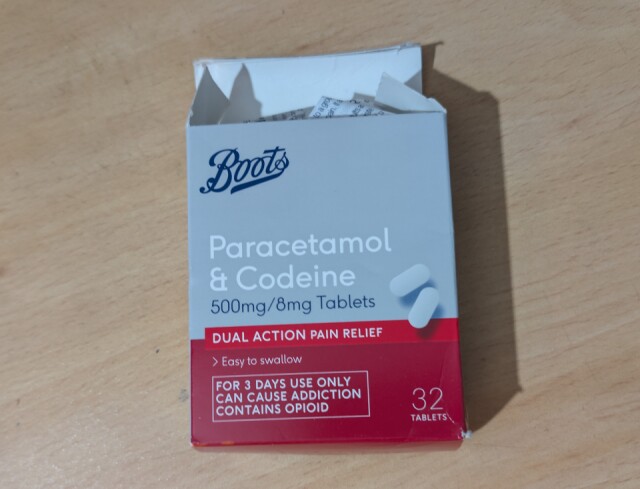 Boots
Paracetamol
& Codeine
500mg/8mg Tablets
DUAL ACTION PAIN RELIEF
> Easy to swallow
FOR 3 DAYS USE ONLY
CAN CAUSE ADDICTION
CONTAINS OPIOID
32
TABLETS